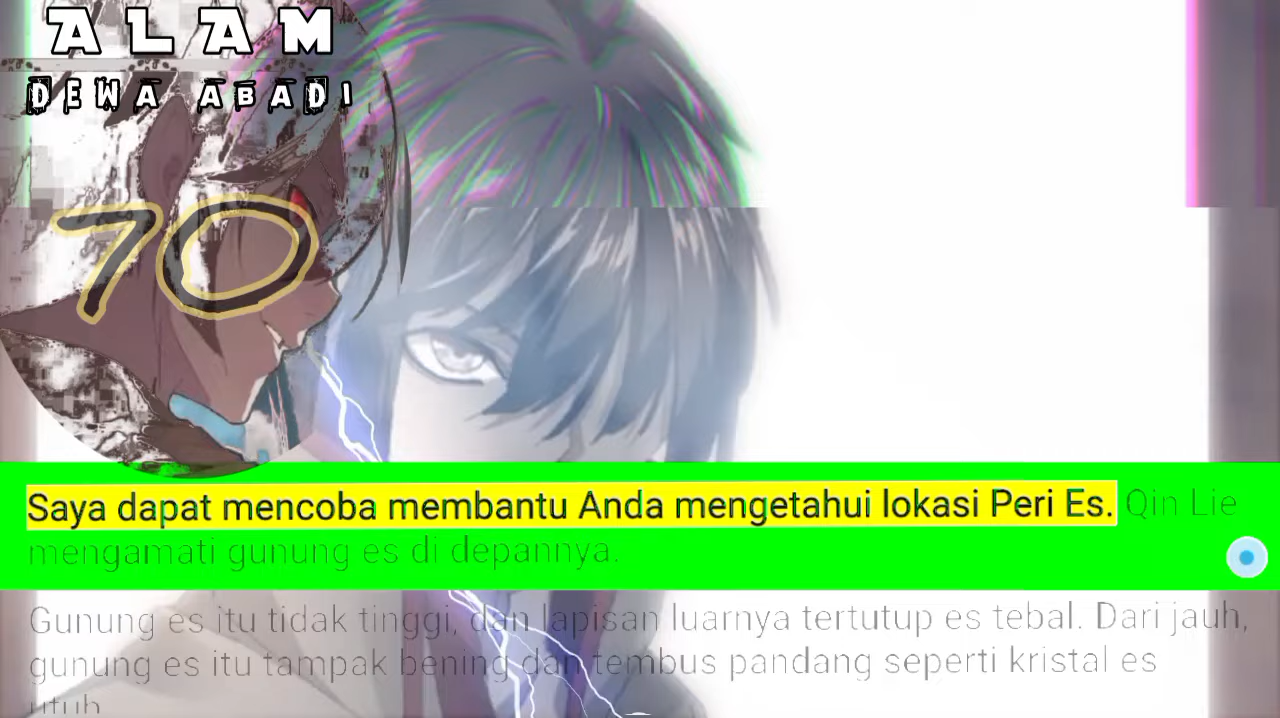 ALAM
DEWA ABADI
70
Saya dapat mencoba membantu Anda mengetahui lokasi Peri Es. Qin Lie
mengamati gunung es di depannya.
Gunung es itu tidak tinggi, dan lapisan luarnya tertutup es tebal. Dari jauh,
gunung es itu tampak bening dan tembus pandang seperti kristal es
utuh